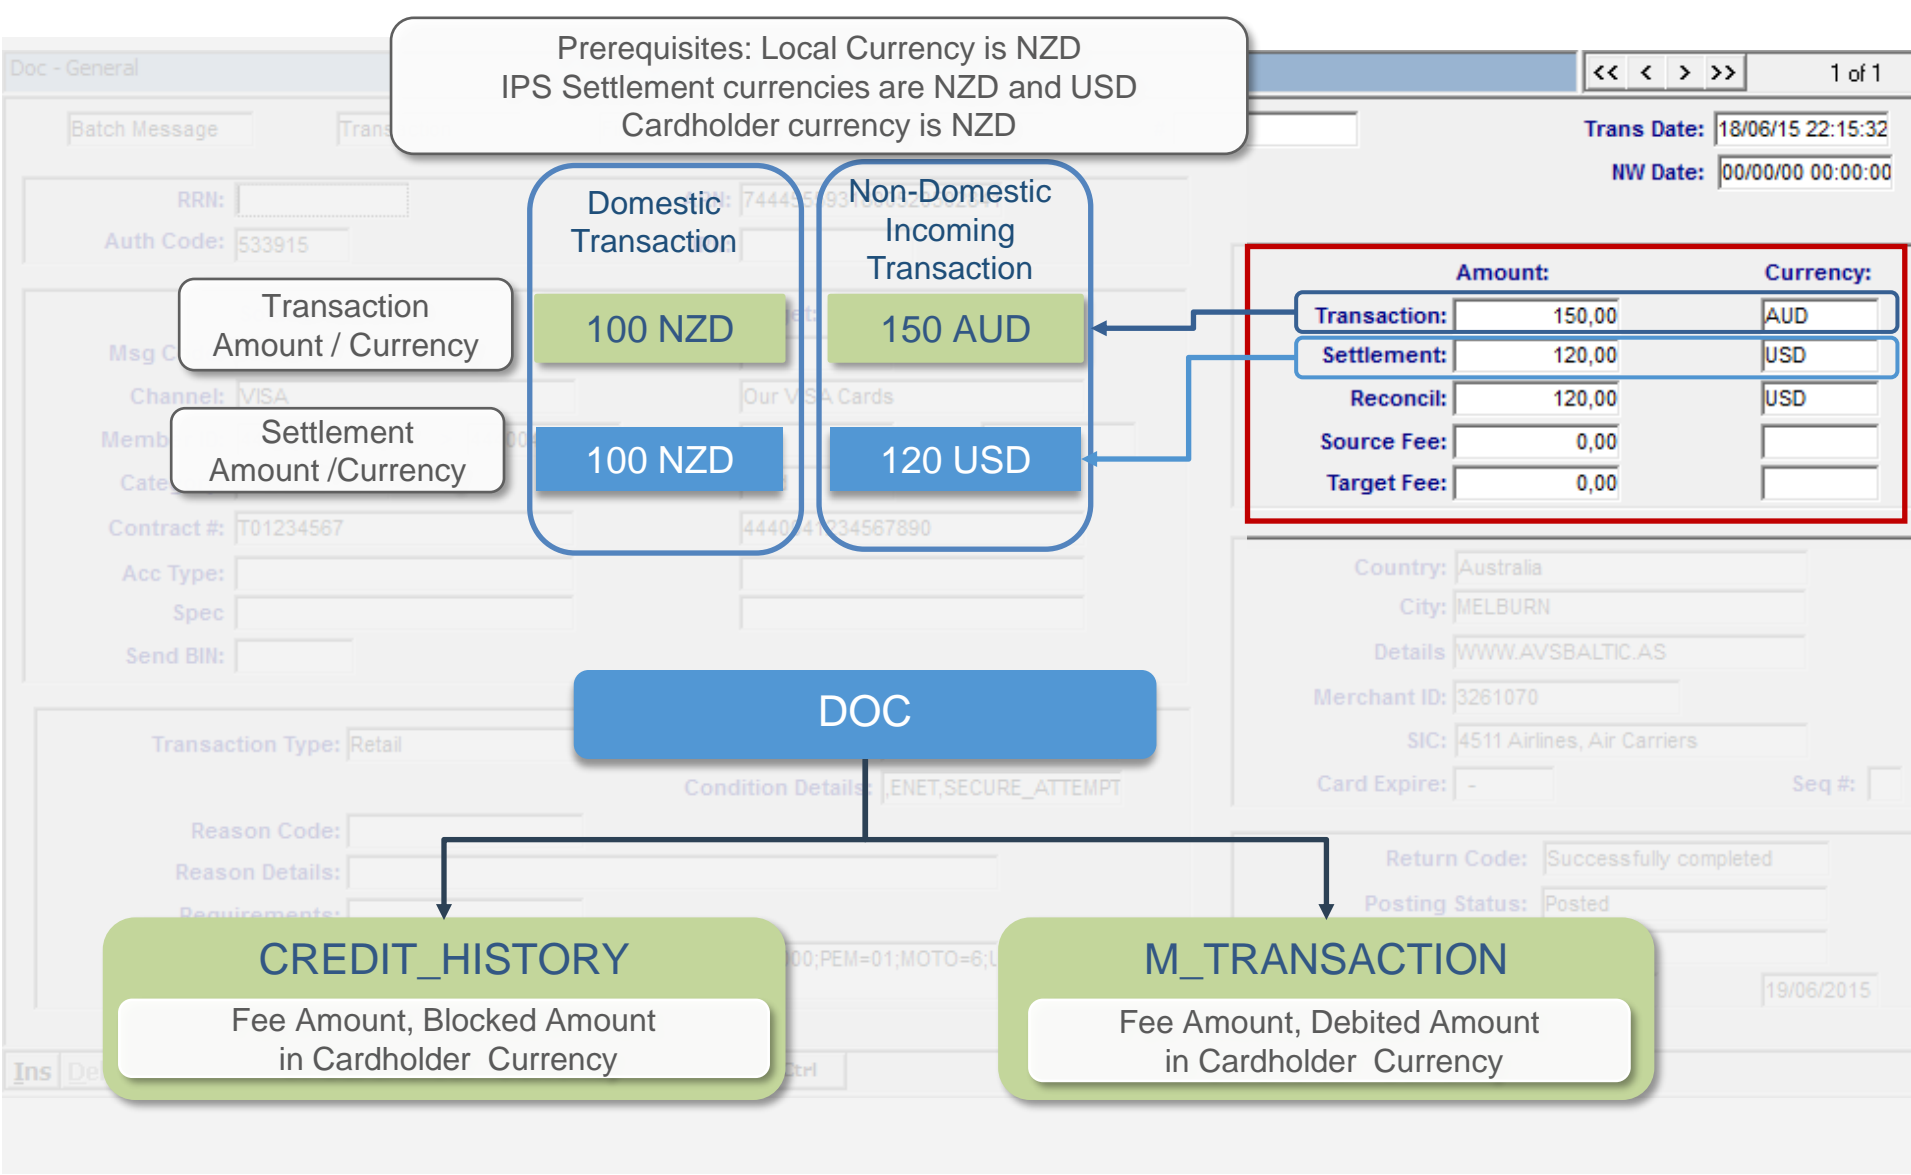 Prerequisites: Local Currency is NZD
IPS Settlement currencies are NZD and USD
Cardholder currency is NZD
Doc - General
<< < > >> 1 of 1
Batch Message
Trans Date: 18/06/15 22:15:32
NW Date: 00/00/00 00:00:00
RRN:
Auth Code: 533915
Domestic
Transaction
Non-Domestic
Incoming
Transaction
Transaction
Amount / Currency
100 NZD
150 AUD
Amount: Currency:
Transaction: 150,00 AUD
Settlement: 120,00 USD
Reconcil: 120,00 USD
Source Fee: 0,00
Target Fee: 0,00
Channel: VISA
Our VISA Cards
Settlement
Amount /Currency
100 NZD
120 USD
Contract #: T01234567
Acc Type:
Spec
Send BIN:
Country: Australia
City: MELBURN
Details WWW.AVSBALTIC.AS
Merchant ID: 3261070
SIC: 4511 Airlines, Air Carriers
Card Expire: - Seq #:
DOC
Transaction Type: Retail
Condition Details: ,ENET,SECURE_ATTEMPT
Reason Code:
Reason Details:
Requirements:
Return Code: Successfully completed
Posting Status: Posted
;PEM=01;MOTO=6;
19/06/2015
CREDIT_HISTORY
Fee Amount, Blocked Amount
in Cardholder Currency
M_TRANSACTION
Fee Amount, Debited Amount
in Cardholder Currency
Ins
Ctrl